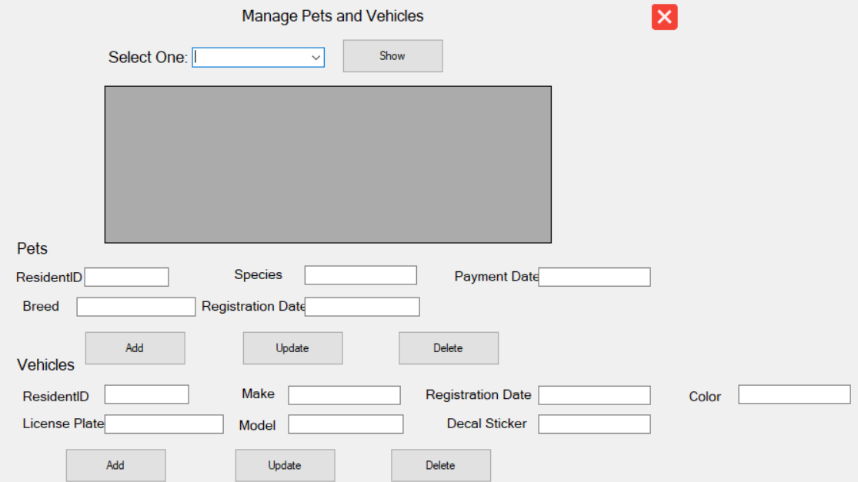 Manage Pets and Vehicles
Select One: Show
Pets
ResidentID Species Payment Date
Breed Registration Date
Add Update Delete
Vehicles
ResidentID Make Registration Date Color
License Plate Model Decal Sticker
Add Update Delete